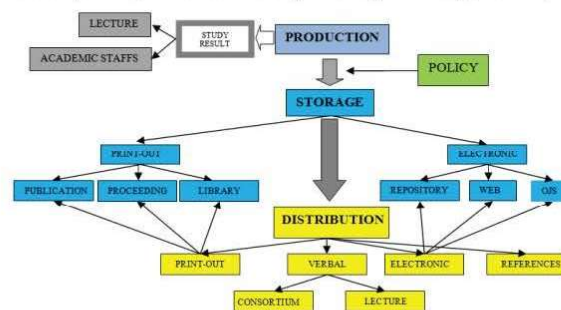 LECTURE
STUDY
RESULT
PRODUCTION
ACADEMIC STAFFS
POLICY
STORAGE
PRINT-OUT
ELECTRONIC
PUBLICATION
PROCEEDING
LIBRARY
REPOSITORY
WEB
OJS
DISTRIBUTION
PRINT-OUT
VERBAL
ELECTRONIC
REFERENCES
CONSORTIUM
LECTURE